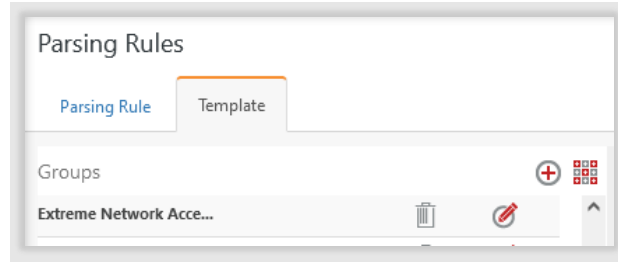 Parsing Rules
Parsing Rule Template
Groups
Extreme Network Acce...